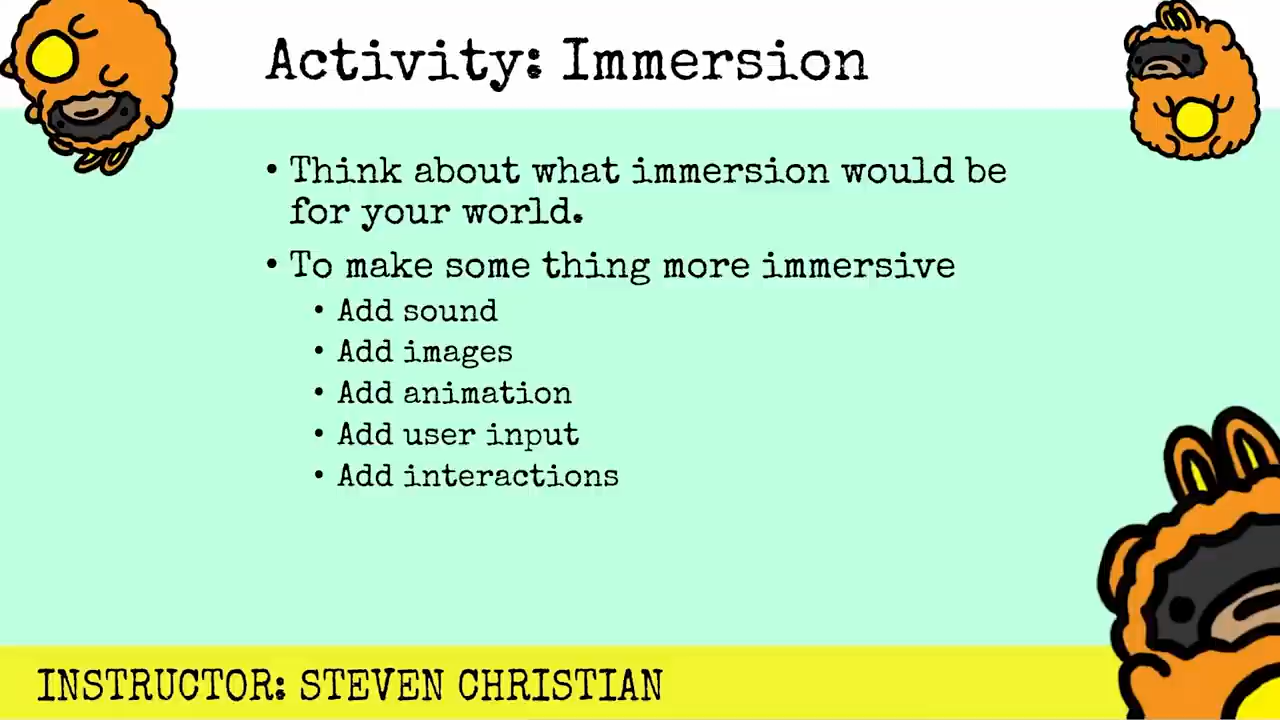 Activity: Immersion
• Think about what immersion would be
for your world.
• To make some thing more immersive
• Add sound
• Add images
• Add animation
• Add user input
• Add interactions
INSTRUCTOR: STEVEN CHRISTIAN